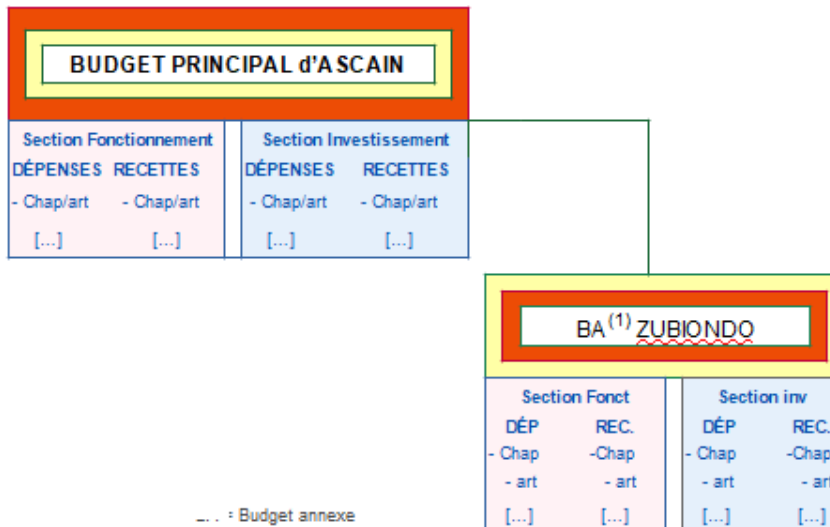 BUDGET PRINCIPAL d'ASCAIN
Section Fonctionnement Section Investissement
DÉPENSES RECETTES DÉPENSES RECETTES
- Chap/art - Chap/art - Chap/art - Chap/art
[...] [...] [...] [...]
BA(1) ZUBIONDO
Section Fonct Section inv
DÉP REC. DÉP REC.
- Chap -Chap - Chap -Chap
- art - art - art - art
[...] [...] [...] [...]
: Budget annexe